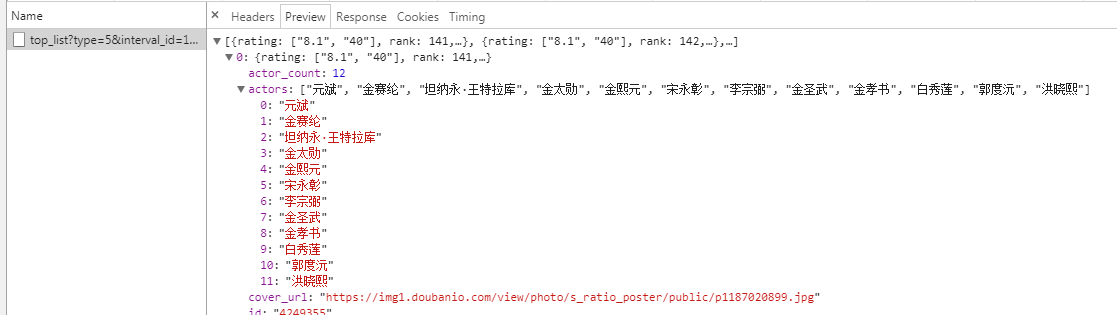 Name
× Headers Preview Response Cookies Timing
top_list?type=5&interval_id=1...
▼[{rating: ["8.1", "40"], rank: 141,…}, {rating: ["8.1", "40"], rank: 142,…},…]
▼0: {rating: ["8.1", "40"], rank: 141,…}
actor_count: 12
▼actors: ["元斌", "金赛纶", "坦纳永·王特拉库", "金太勋", "金熙元", "宋永彰", "李宗弼", "金圣武", "金孝书", "白秀莲", "郭度沅", "洪晓熙"]
0: "元斌"
1: "金赛纶"
2: "坦纳永·王特拉库"
3: "金太勋"
4: "金熙元"
5: "宋永彰"
6: "李宗弼"
7: "金圣武"
8: "金孝书"
9: "白秀莲"
10: "郭度沅"
11: "洪晓熙"
cover_url: "https://img1.doubanio.com/view/photo/s_ratio_poster/public/p1187020899.jpg"
id: "4249355"